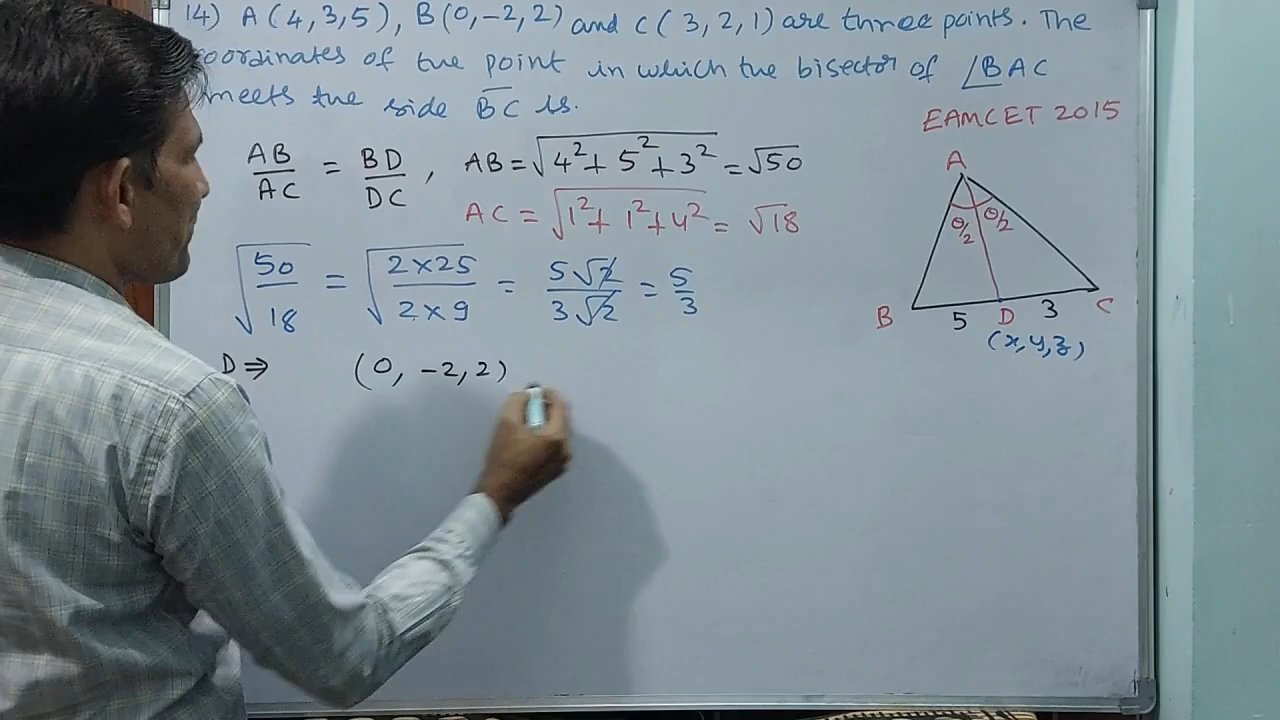 14) A(4,3,5), B(0,-2,2) and C(3,2,1) are three points. The
coordinates of the point in which the bisector of ∠BAC
meets the side B̅C̅ is.
EAMCET 2015
AB/AC = BD/DC , AB = √(4²+5²+3²) = √50
AC = √(1²+1²+4²) = √18
√(50/18) = √((2×25)/(2×9)) = 5√2/3√2 = 5/3
D ⇒ (0, -2, 2)
A
θ/2 θ/2
B 5 D 3 C
(x,y,z)